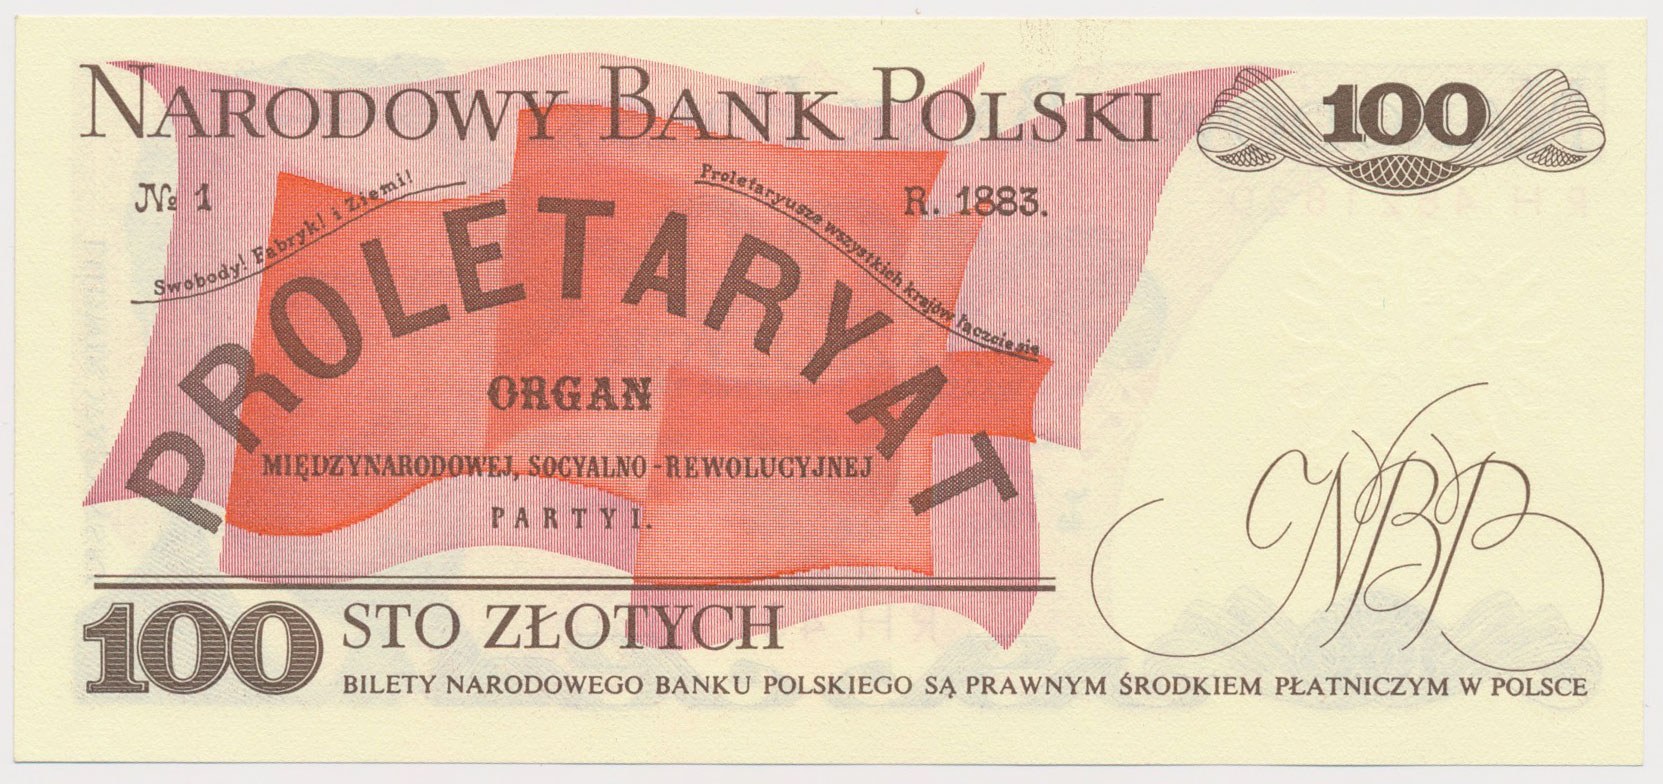 NARODOWY BANK POLSKI
100
№ 1
Swobody! Fabryk! i Ziemi!
Proletaryusze wszystkich krajów łączcie się
R. 1883.
PROLETARYAT
ORGAN
MIĘDZYNARODOWEJ, SOCYALNO-REWOLUCYJNEJ
PARTYI.
NBP
100
STO ZŁOTYCH
BILETY NARODOWEGO BANKU POLSKIEGO SĄ PRAWNYM ŚRODKIEM PŁATNICZYM W POLSCE